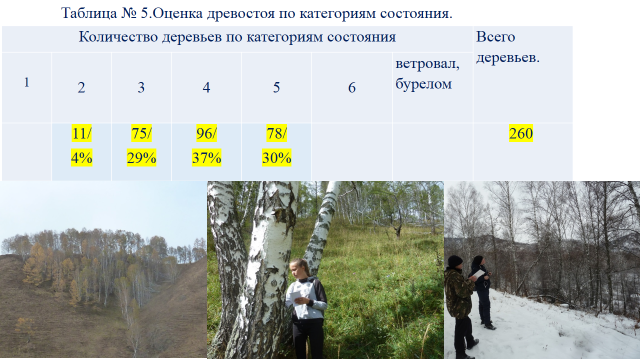 Таблица № 5.Оценка древостоя по категориям состояния.
Количество деревьев по категориям состояния
Всего деревьев.
1
2
3
4
5
6
ветровал, бурелом
11/ 4%
75/ 29%
96/ 37%
78/ 30%
260